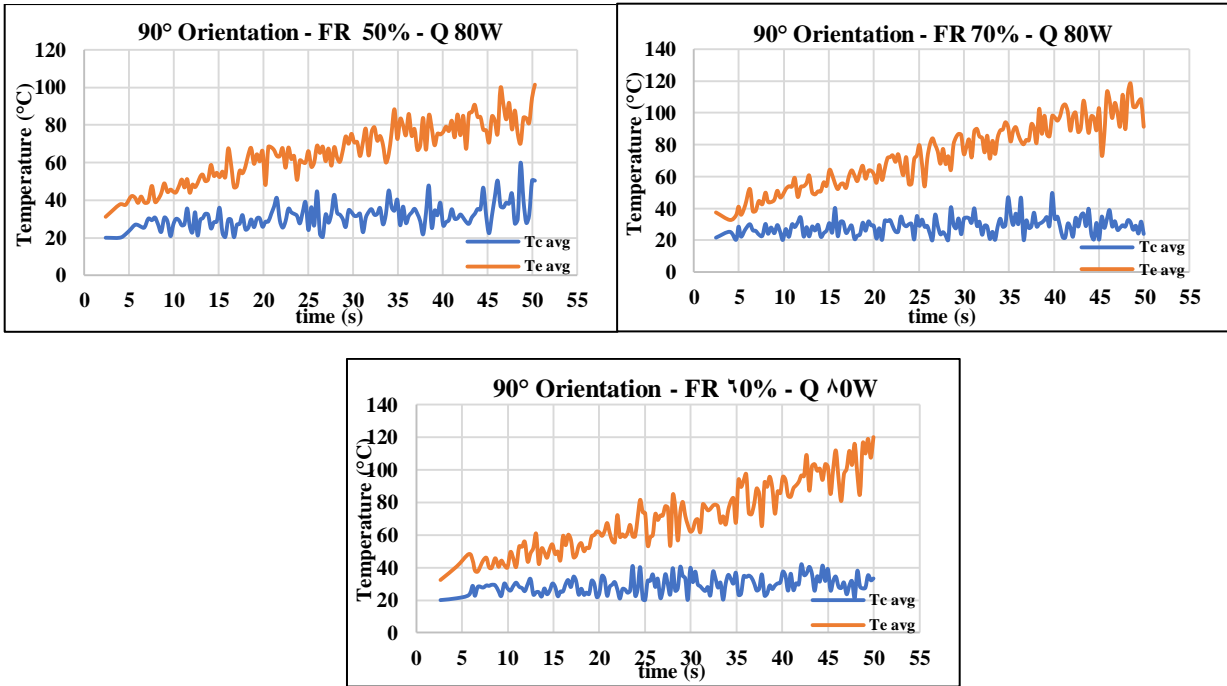 90° Orientation - FR 50% - Q 80W
120
100
80
60
40
20
0
Temperature (°C)
0 5 10 15 20 25 30 35 40 45 50 55
time (s)
Tc avg
Te avg
90° Orientation - FR 70% - Q 80W
140
120
100
80
60
40
20
0
Temperature (°C)
0 5 10 15 20 25 30 35 40 45 50 55
time (s)
Tc avg
Te avg
90° Orientation - FR ٦0% - Q ٨0W
140
120
100
80
60
40
20
0
Temperature (°C)
0 5 10 15 20 25 30 35 40 45 50 55
time (s)
Tc avg
Te avg